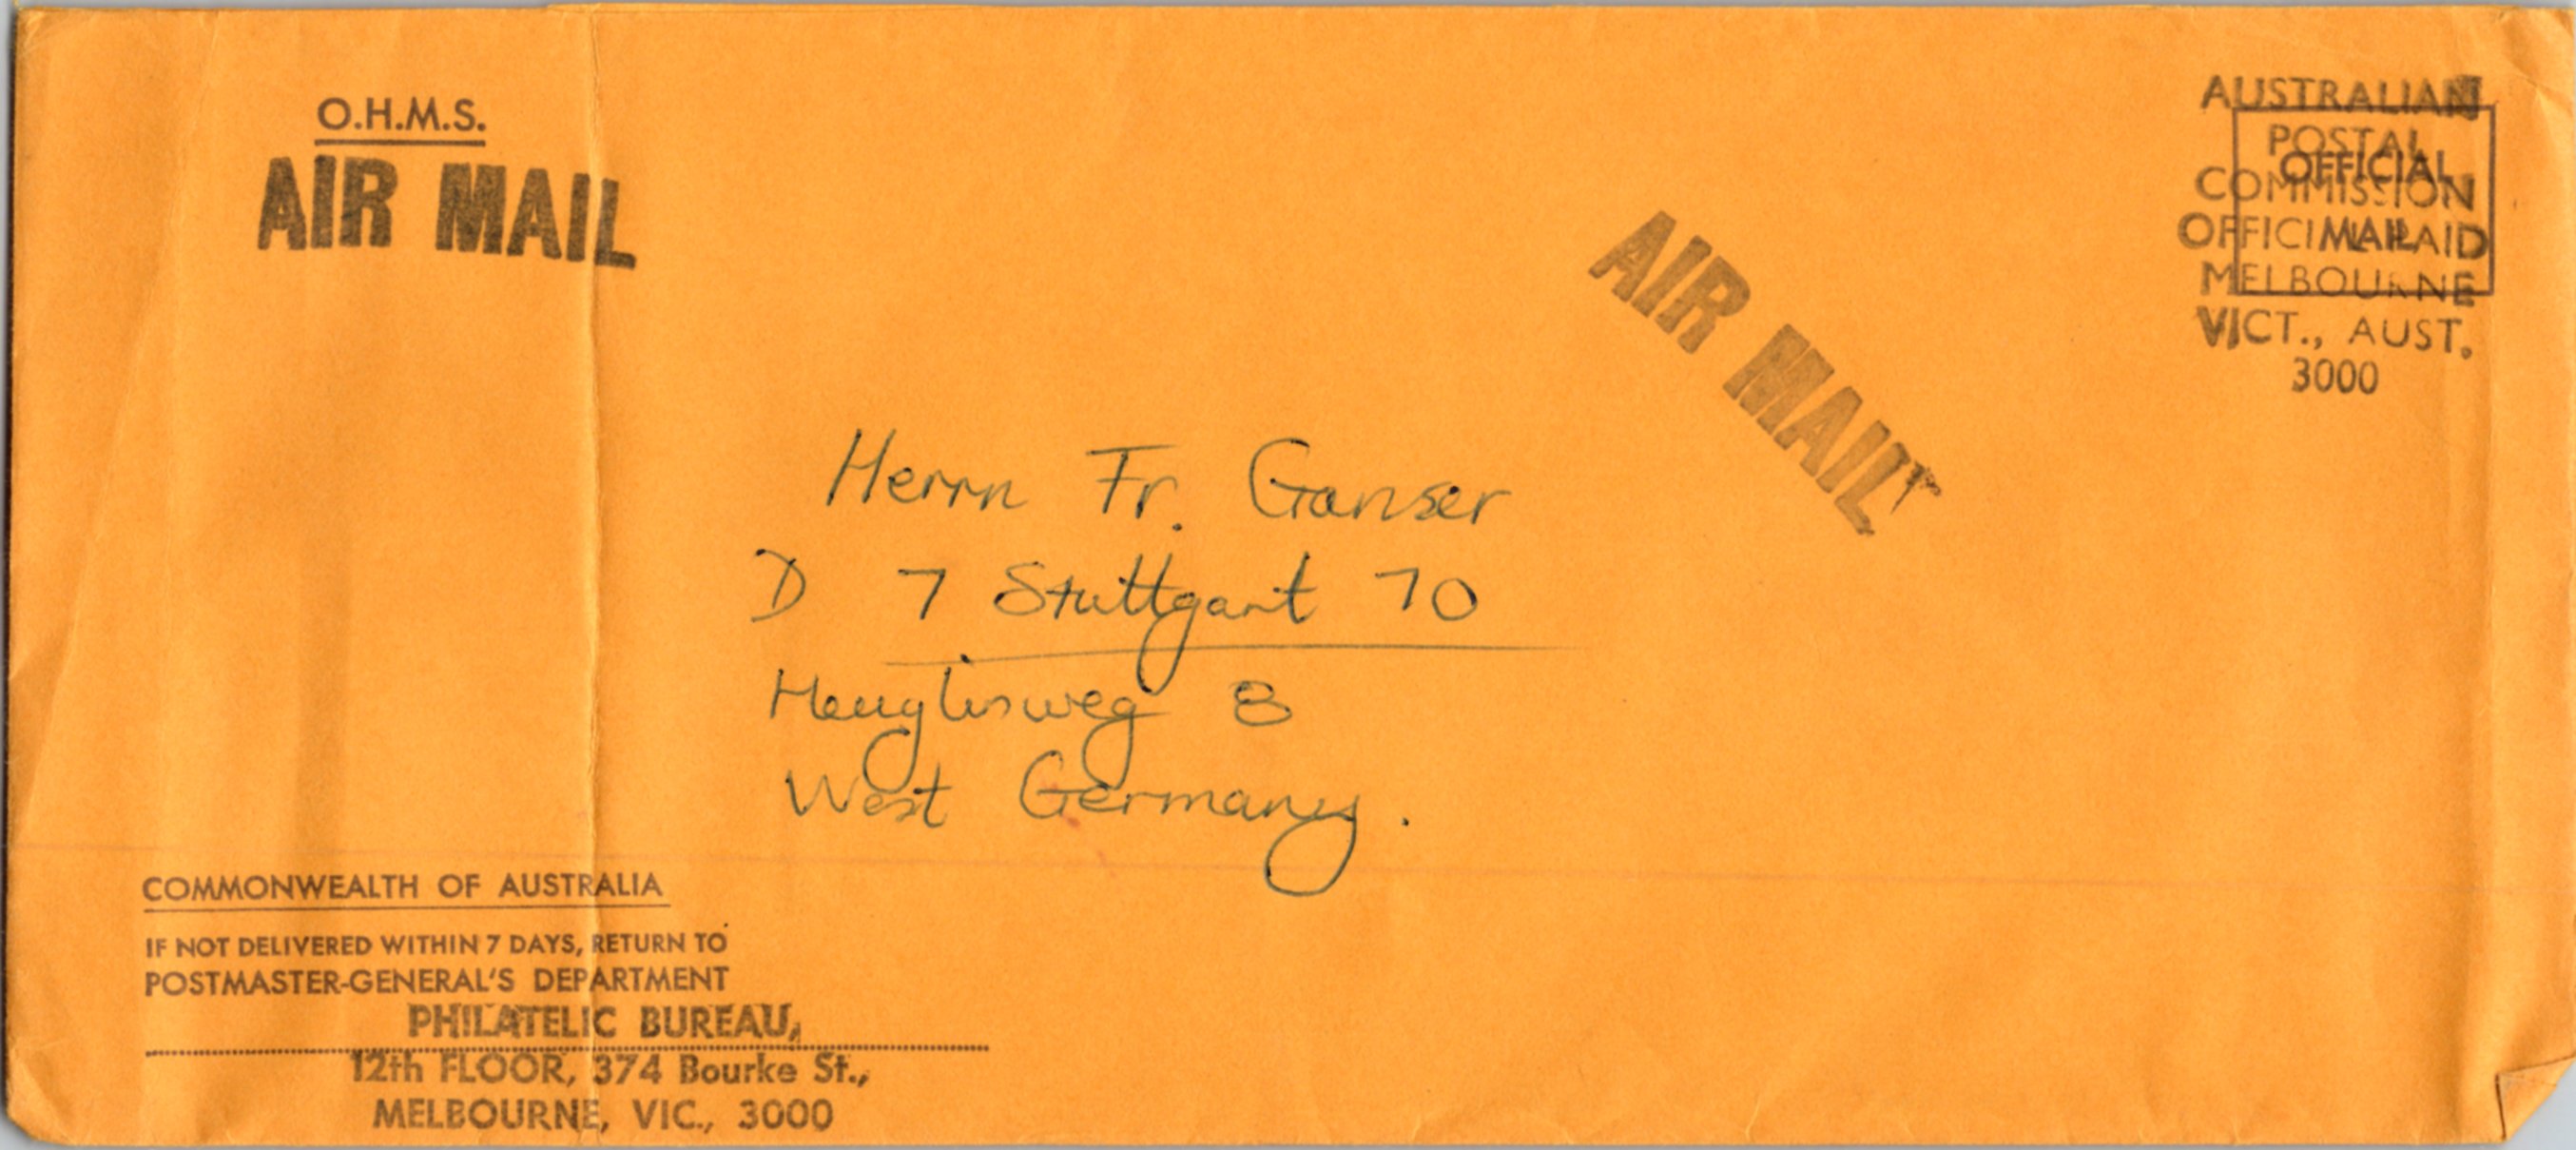 O.H.M.S.
AIR MAIL
AUSTRALIAN
POSTAL
COMMISSION
OFFICIAL PAID
MELBOURNE
VICT., AUST.
3000
OFFICIAL
MAIL
AIR MAIL
Herrn Fr. Ganser
D 7 Stuttgart 70
Heuglinweg 8
West Germany.
COMMONWEALTH OF AUSTRALIA
IF NOT DELIVERED WITHIN 7 DAYS, RETURN TO
POSTMASTER-GENERAL'S DEPARTMENT
PHILATELIC BUREAU,
12th FLOOR, 374 Bourke St.,
MELBOURNE, VIC., 3000